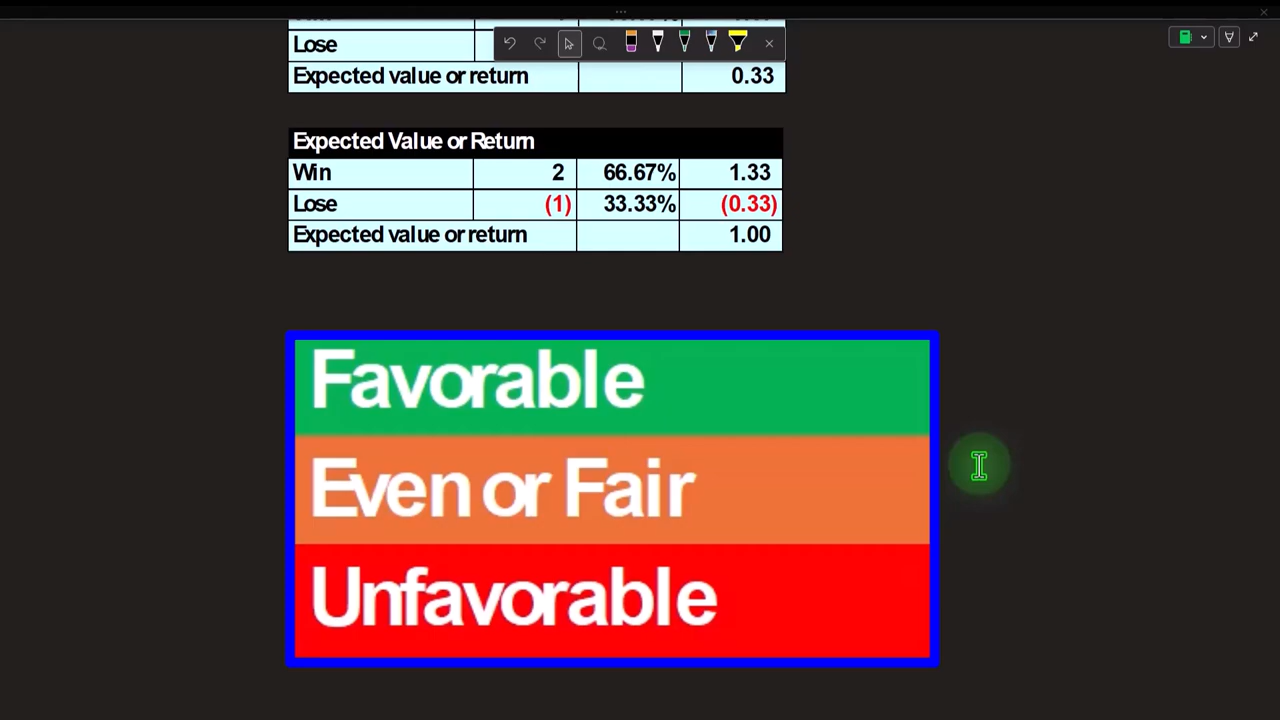 Lose
Expected value or return 0.33
Expected Value or Return
Win 2 66.67% 1.33
Lose (1) 33.33% (0.33)
Expected value or return 1.00
Favorable
Even or Fair
Unfavorable